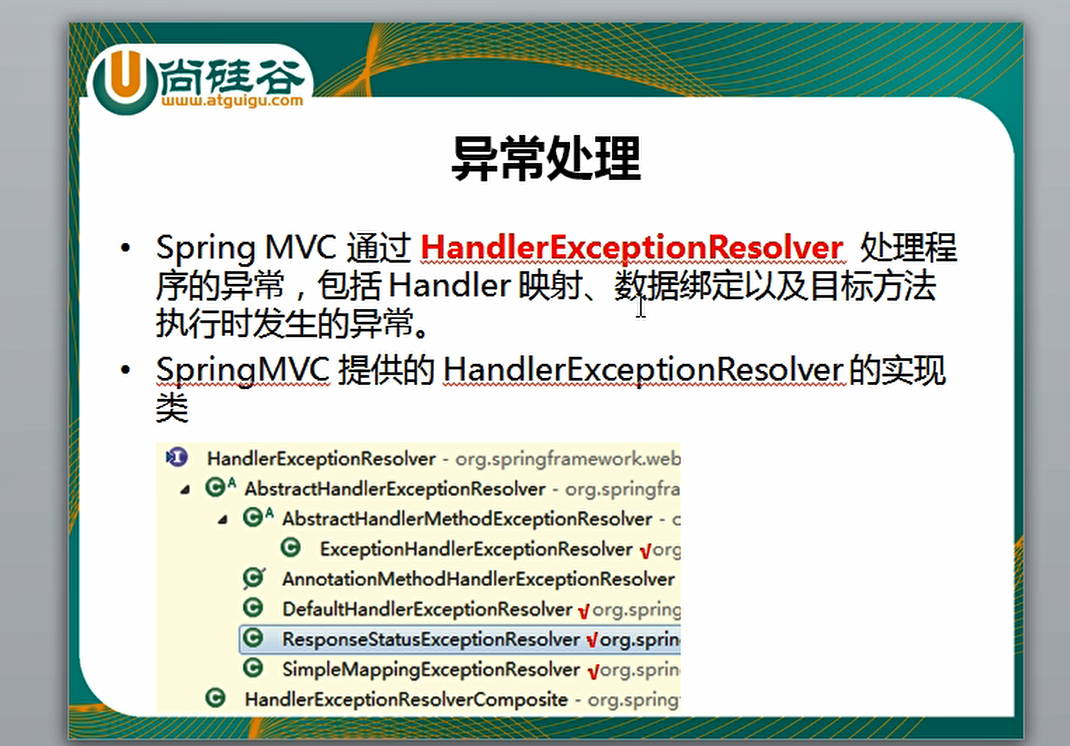 尚硅谷
www.atguigu.com
异常处理
• Spring MVC 通过 HandlerExceptionResolver 处理程
序的异常，包括 Handler 映射、数据绑定以及目标方法
执行时发生的异常。
• SpringMVC 提供的 HandlerExceptionResolver 的实现
类
HandlerExceptionResolver - org.springframework.web
AbstractHandlerExceptionResolver - org.springfra
AbstractHandlerMethodExceptionResolver - o
ExceptionHandlerExceptionResolver √org
AnnotationMethodHandlerExceptionResolver
DefaultHandlerExceptionResolver √org.spring
ResponseStatusExceptionResolver √org.sprin
SimpleMappingExceptionResolver √org.sprin
HandlerExceptionResolverComposite - org.spring